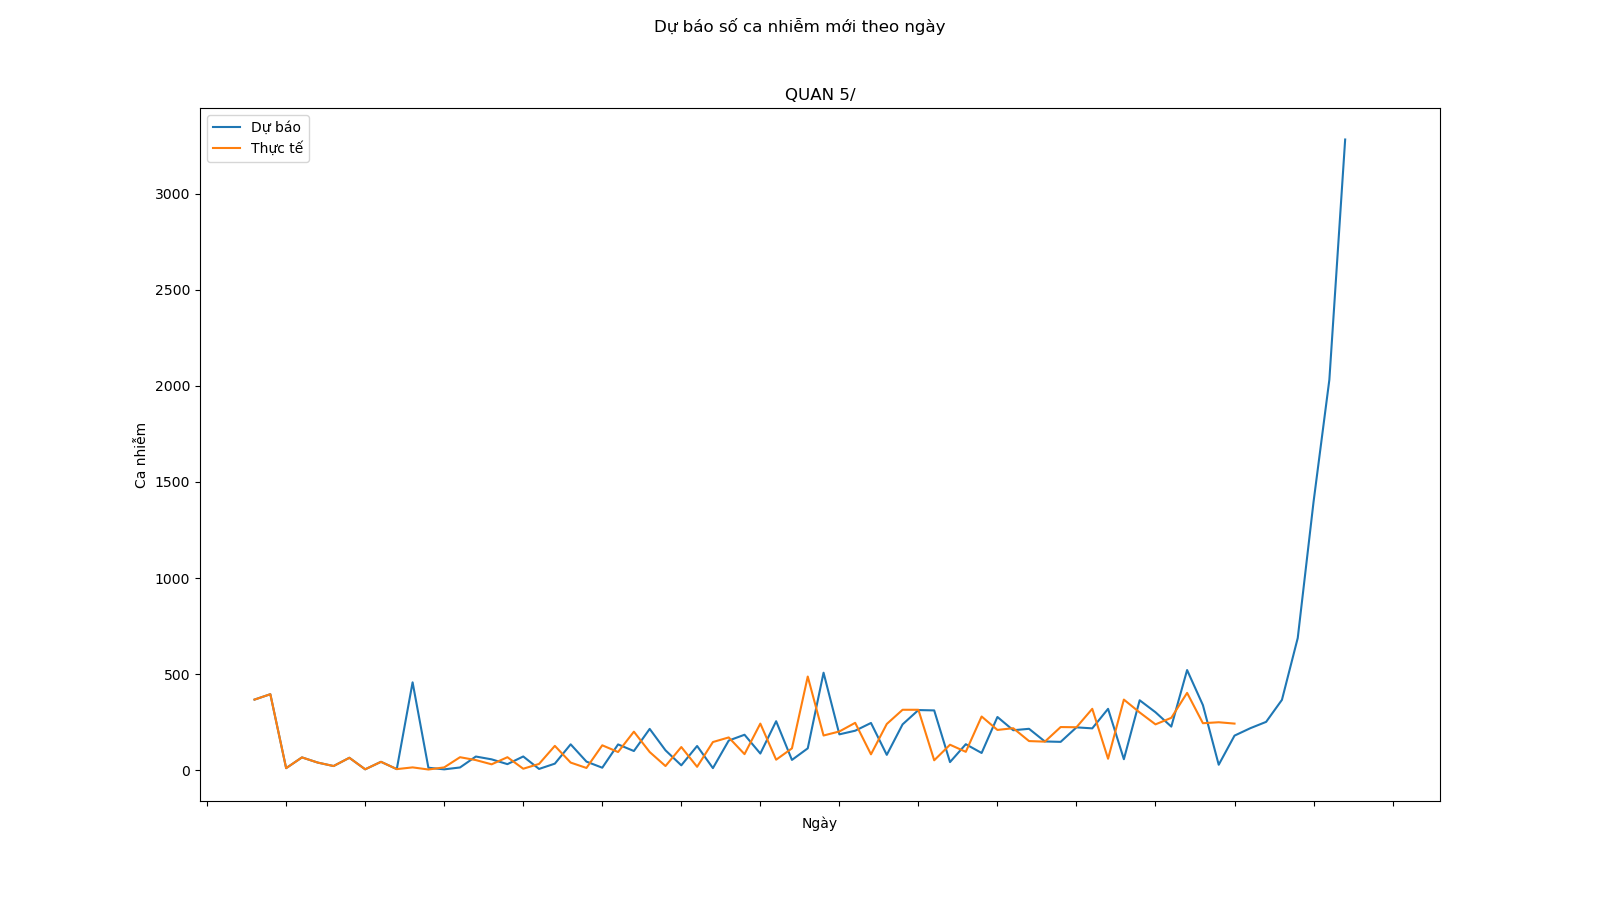 Dự báo số ca nhiễm mới theo ngày
QUAN 5/
Dự báo
Thực tế
3000
2500
2000
1500
1000
500
0
Ca nhiễm
Ngày